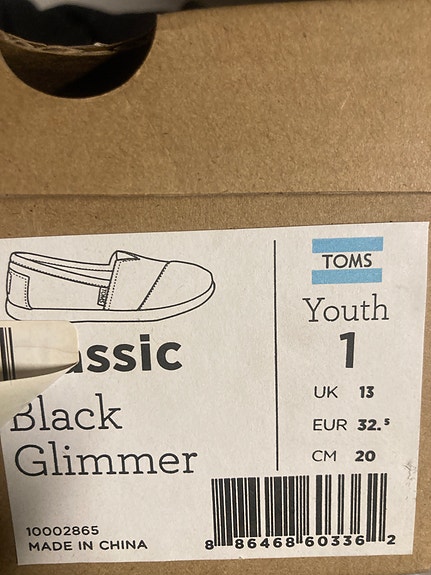 TOMS
Youth
1
UK 13
EUR 32.5
CM 20
assic
Black
Glimmer
10002865
MADE IN CHINA
8 86468 60336 2